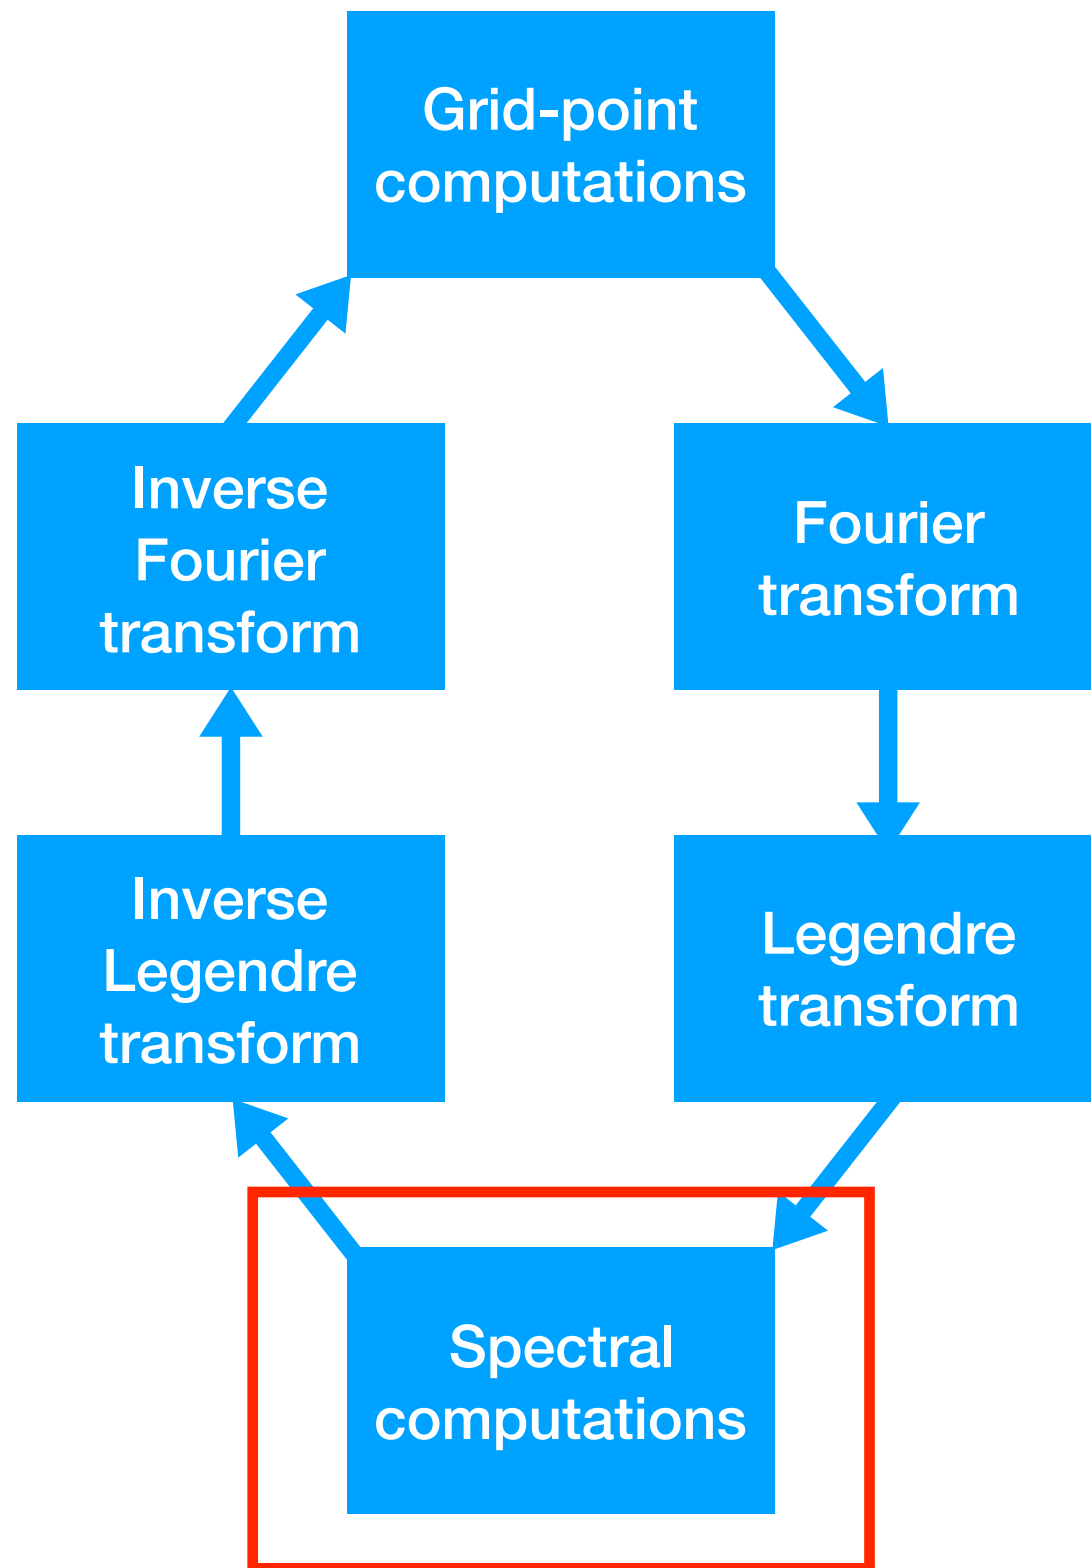 Grid-point
computations
Inverse
Fourier
transform
Fourier
transform
Inverse
Legendre
transform
Legendre
transform
Spectral
computations